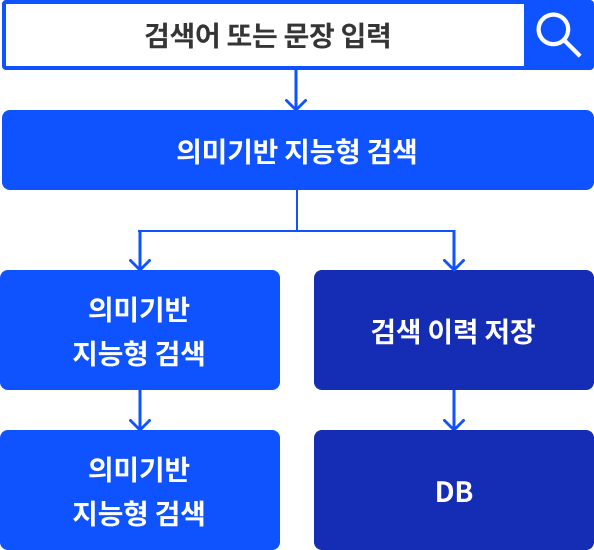 검색어 또는 문장 입력
의미기반 지능형 검색
의미기반
지능형 검색
검색 이력 저장
의미기반
지능형 검색
DB